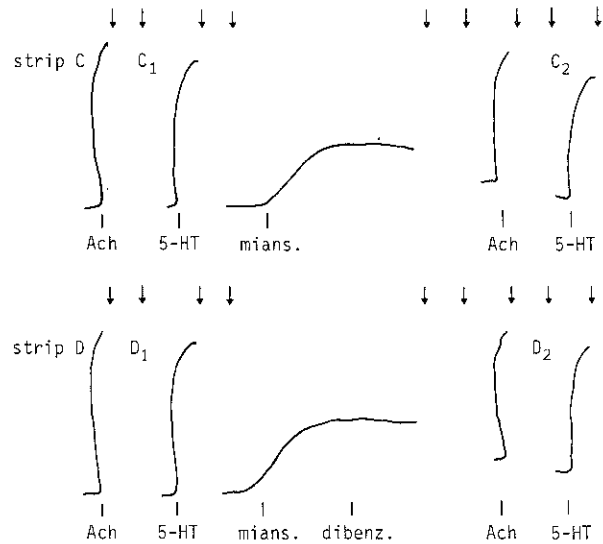 strip C C₁ C₂
Ach 5-HT mians. Ach 5-HT
strip D D₁ D₂
Ach 5-HT mians. dibenz. Ach 5-HT